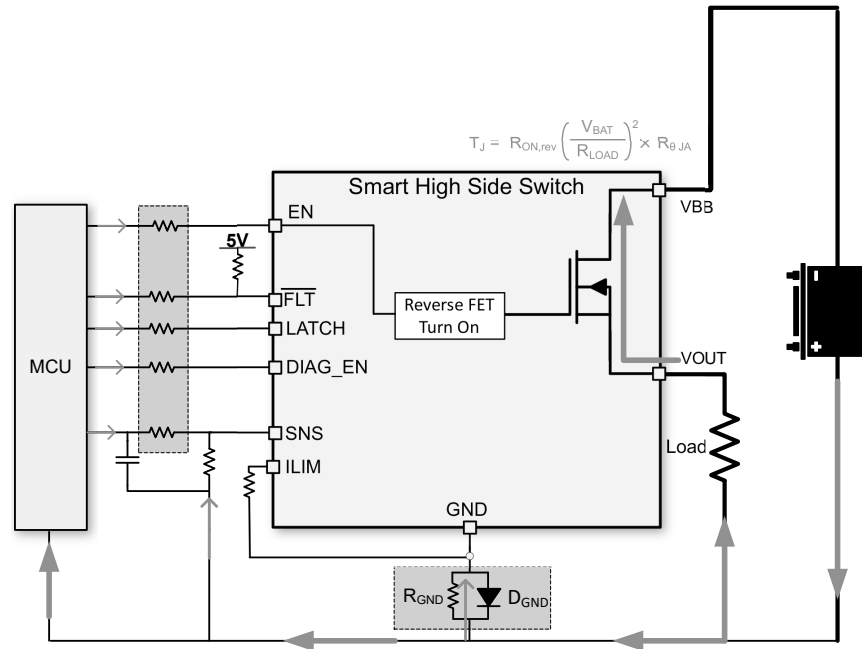 T_J = R_ON,rev (V_BAT / R_LOAD)² × R_θJA
Smart High Side Switch
VBB
EN
5V
FLT
LATCH
DIAG_EN
SNS
ILIM
MCU
Reverse FET
Turn On
VOUT
Load
-
+
GND
R_GND
D_GND